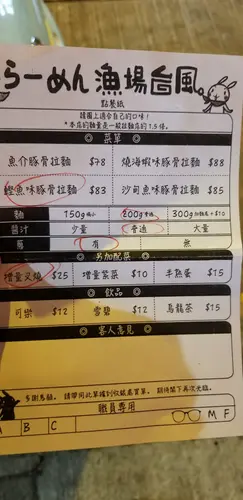 らーめん漁場台風
點餐紙
請圈上適合自己的口味！
*本店的麵量是一般拉麵店的1.5倍。
◎ 菜單 ◎
魚介豚骨拉麵 $78 燒海蝦味豚骨拉麵 $88
鰹魚味豚骨拉麵 $83 沙甸魚味豚骨拉麵 $85
麵 150g 200g 300g
醬汁 少量 普通 大量
蔥 有 無
◎ 另加配菜 ◎
增量叉燒 $25 增量紫菜 $10 半熟蛋 $15
◎ 飲品 ◎
可樂 $12 雪碧 $12 烏龍茶 $15
◎ 客人意見 ◎
多謝惠顧。 請帶同此單據到收銀處買單。 期待閣下再次光臨。
職員專用
A B C M F